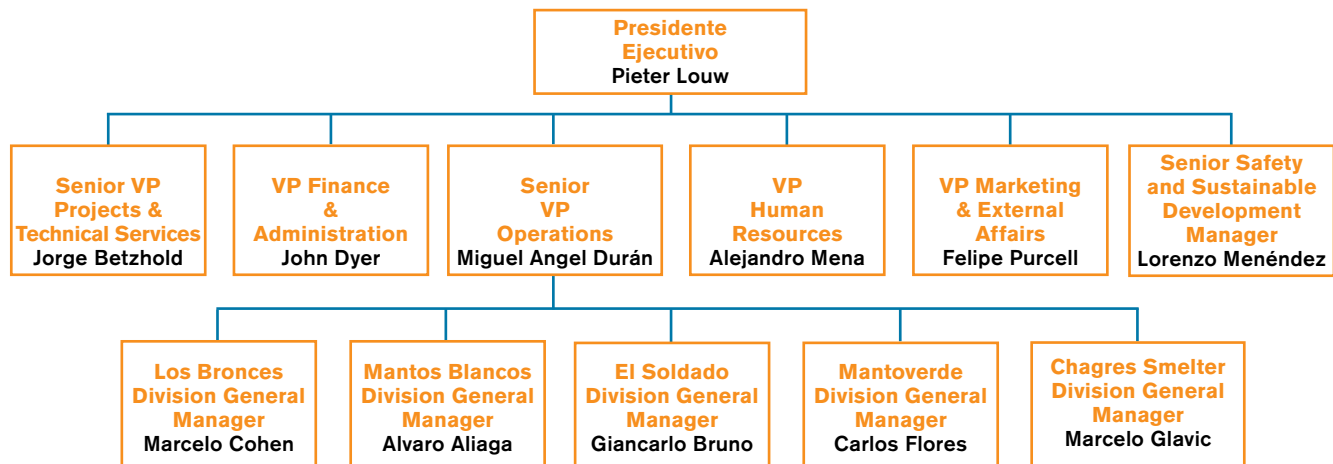 Presidente
Ejecutivo
Pieter Louw
Senior VP
Projects &
Technical Services
Jorge Betzhold
VP Finance
&
Administration
John Dyer
Senior
VP
Operations
Miguel Angel Durán
VP
Human
Resources
Alejandro Mena
VP Marketing
& External
Affairs
Felipe Purcell
Senior Safety
and Sustainable
Development
Manager
Lorenzo Menéndez
Los Bronces
Division General
Manager
Marcelo Cohen
Mantos Blancos
Division General
Manager
Alvaro Aliaga
El Soldado
Division General
Manager
Giancarlo Bruno
Mantoverde
Division General
Manager
Carlos Flores
Chagres Smelter
Division General
Manager
Marcelo Glavic